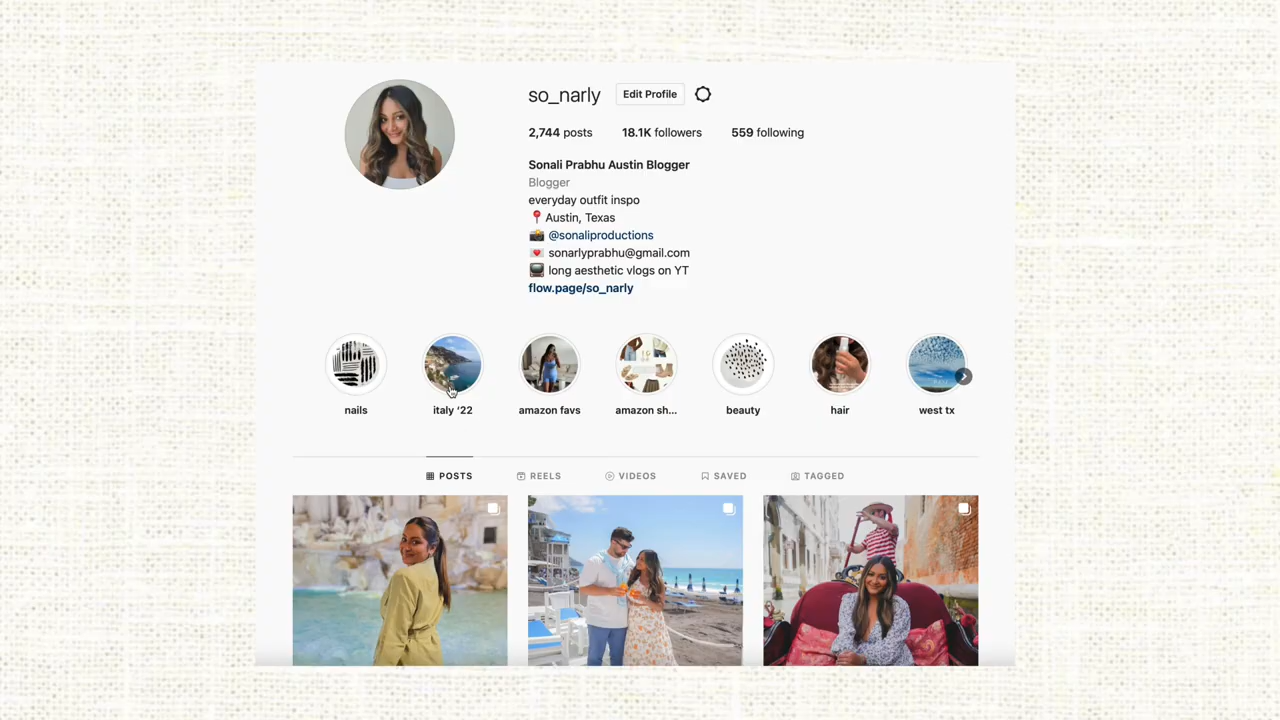 so_narly Edit Profile
2,744 posts 18.1K followers 559 following
Sonali Prabhu Austin Blogger
Blogger
everyday outfit inspo
📍 Austin, Texas
📸 @sonaliproductions
💌 sonarlyprabhu@gmail.com
📺 long aesthetic vlogs on YT
flow.page/so_narly
nails italy ‘22 amazon favs amazon sh... beauty hair west tx
POSTS REELS VIDEOS SAVED TAGGED